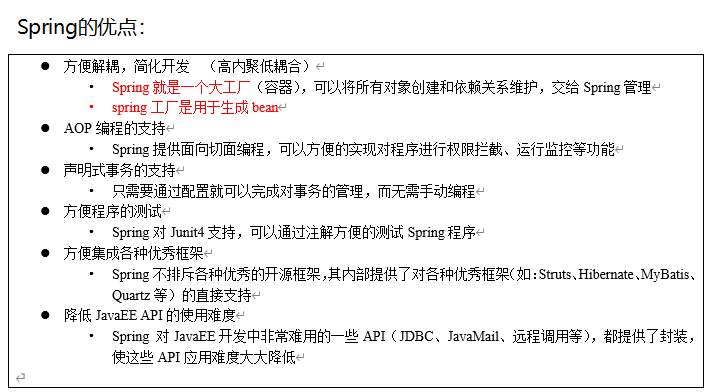 Spring的优点：
● 方便解耦，简化开发 （高内聚低耦合）
• Spring 就是一个大工厂（容器），可以将所有对象创建和依赖关系维护，交给 Spring 管理
• spring 工厂是用于生成 bean
● AOP 编程的支持
• Spring 提供面向切面编程，可以方便的实现对程序进行权限拦截、运行监控等功能
● 声明式事务的支持
• 只需要通过配置就可以完成对事务的管理，而无需手动编程
● 方便程序的测试
• Spring 对 Junit4 支持，可以通过注解方便的测试 Spring 程序
● 方便集成各种优秀框架
• Spring 不排斥各种优秀的开源框架，其内部提供了对各种优秀框架（如：Struts、Hibernate、MyBatis、
Quartz 等）的直接支持
● 降低 JavaEE API 的使用难度
• Spring 对 JavaEE 开发中非常难用的一些 API（JDBC、JavaMail、远程调用等），都提供了封装，
使这些 API 应用难度大大降低